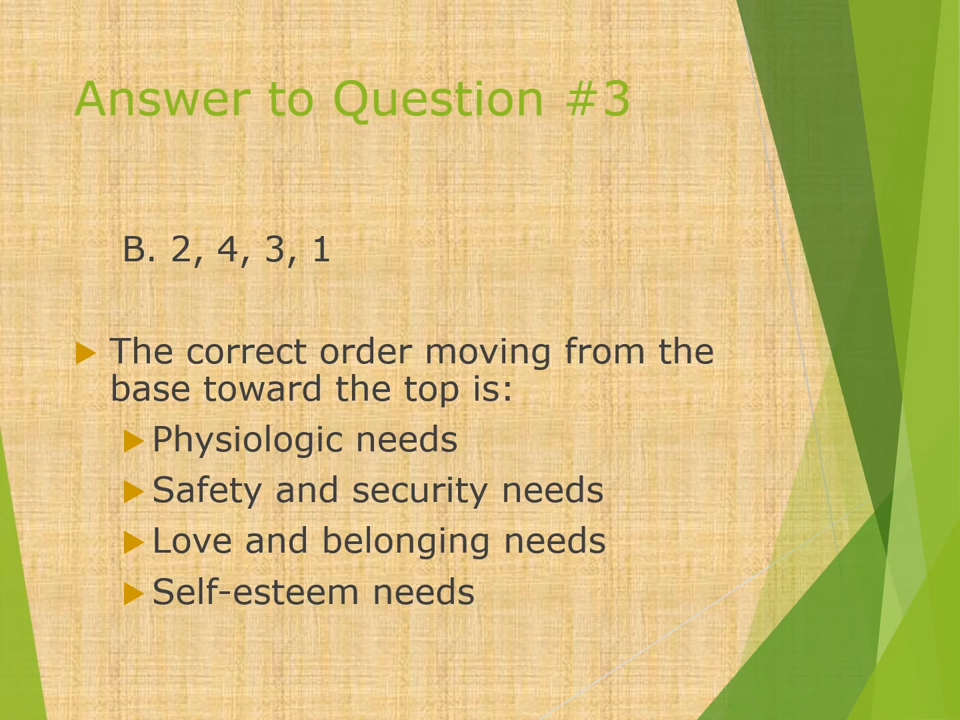 Answer to Question #3
B. 2, 4, 3, 1
The correct order moving from the
base toward the top is:
Physiologic needs
Safety and security needs
Love and belonging needs
Self-esteem needs